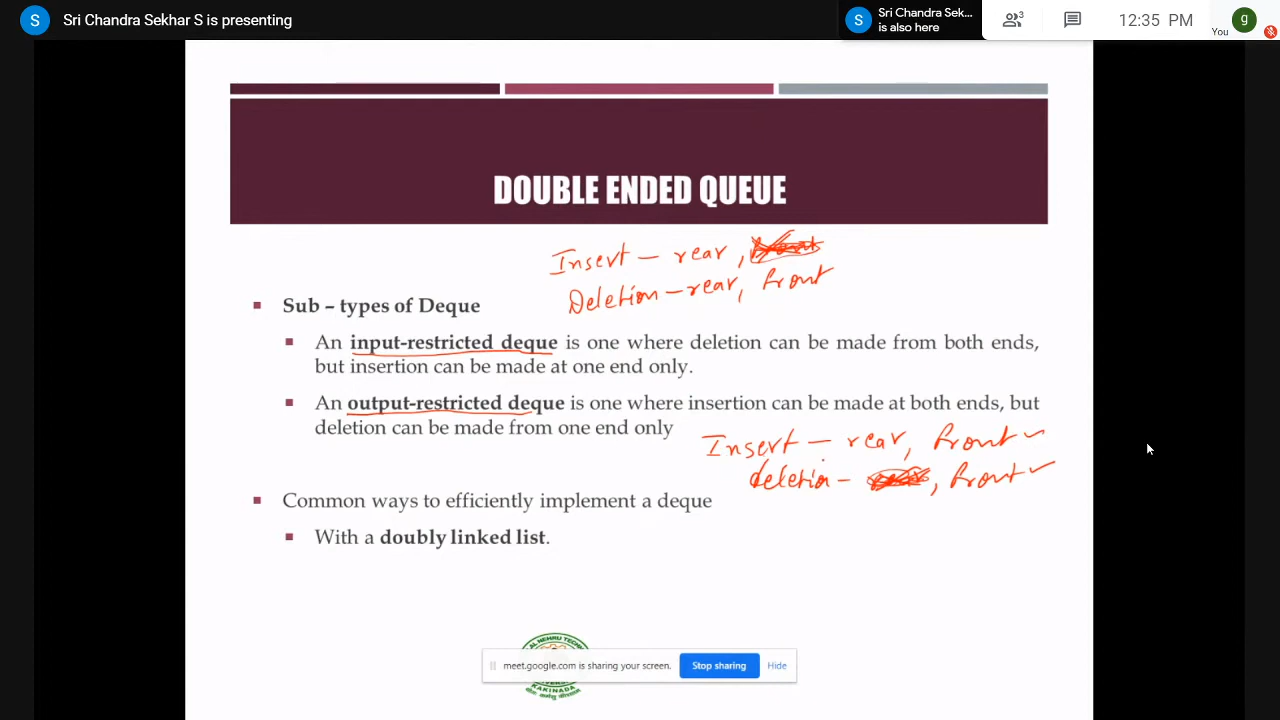 S Sri Chandra Sekhar S is presenting
S Sri Chandra Sek... is also here
3
12:35 PM
You
g
DOUBLE ENDED QUEUE
Insert - rear,
Deletion - rear, front
Sub – types of Deque
An input-restricted deque is one where deletion can be made from both ends,
but insertion can be made at one end only.
An output-restricted deque is one where insertion can be made at both ends, but
deletion can be made from one end only
Insert - rear, front
deletion - , front
Common ways to efficiently implement a deque
With a doubly linked list.
meet.google.com is sharing your screen. Stop sharing Hide
KAKINADA